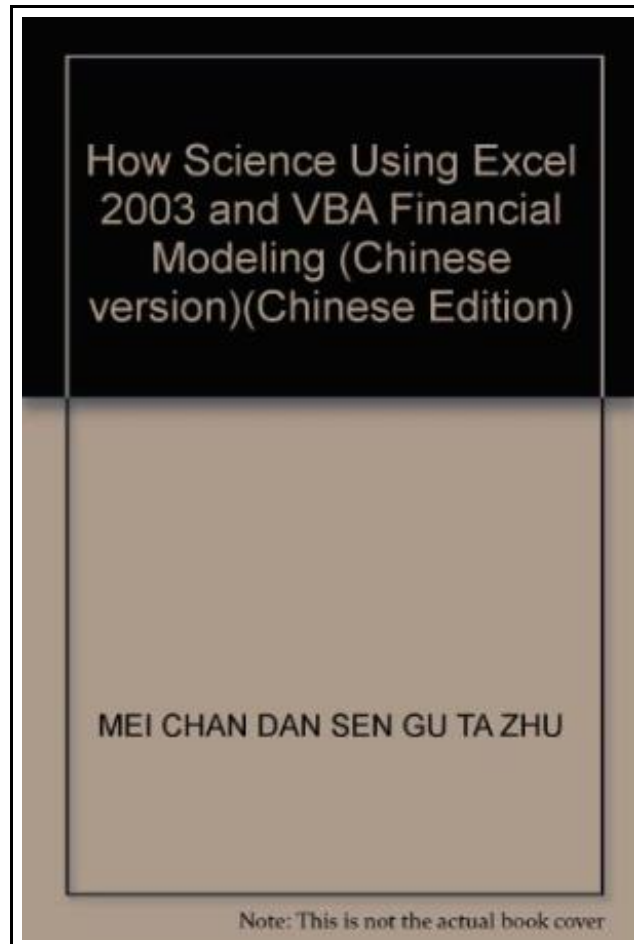 How Science Using Excel
2003 and VBA Financial
Modeling (Chinese
version)(Chinese Edition)
MEI CHAN DAN SEN GU TA ZHU
Note: This is not the actual book cover